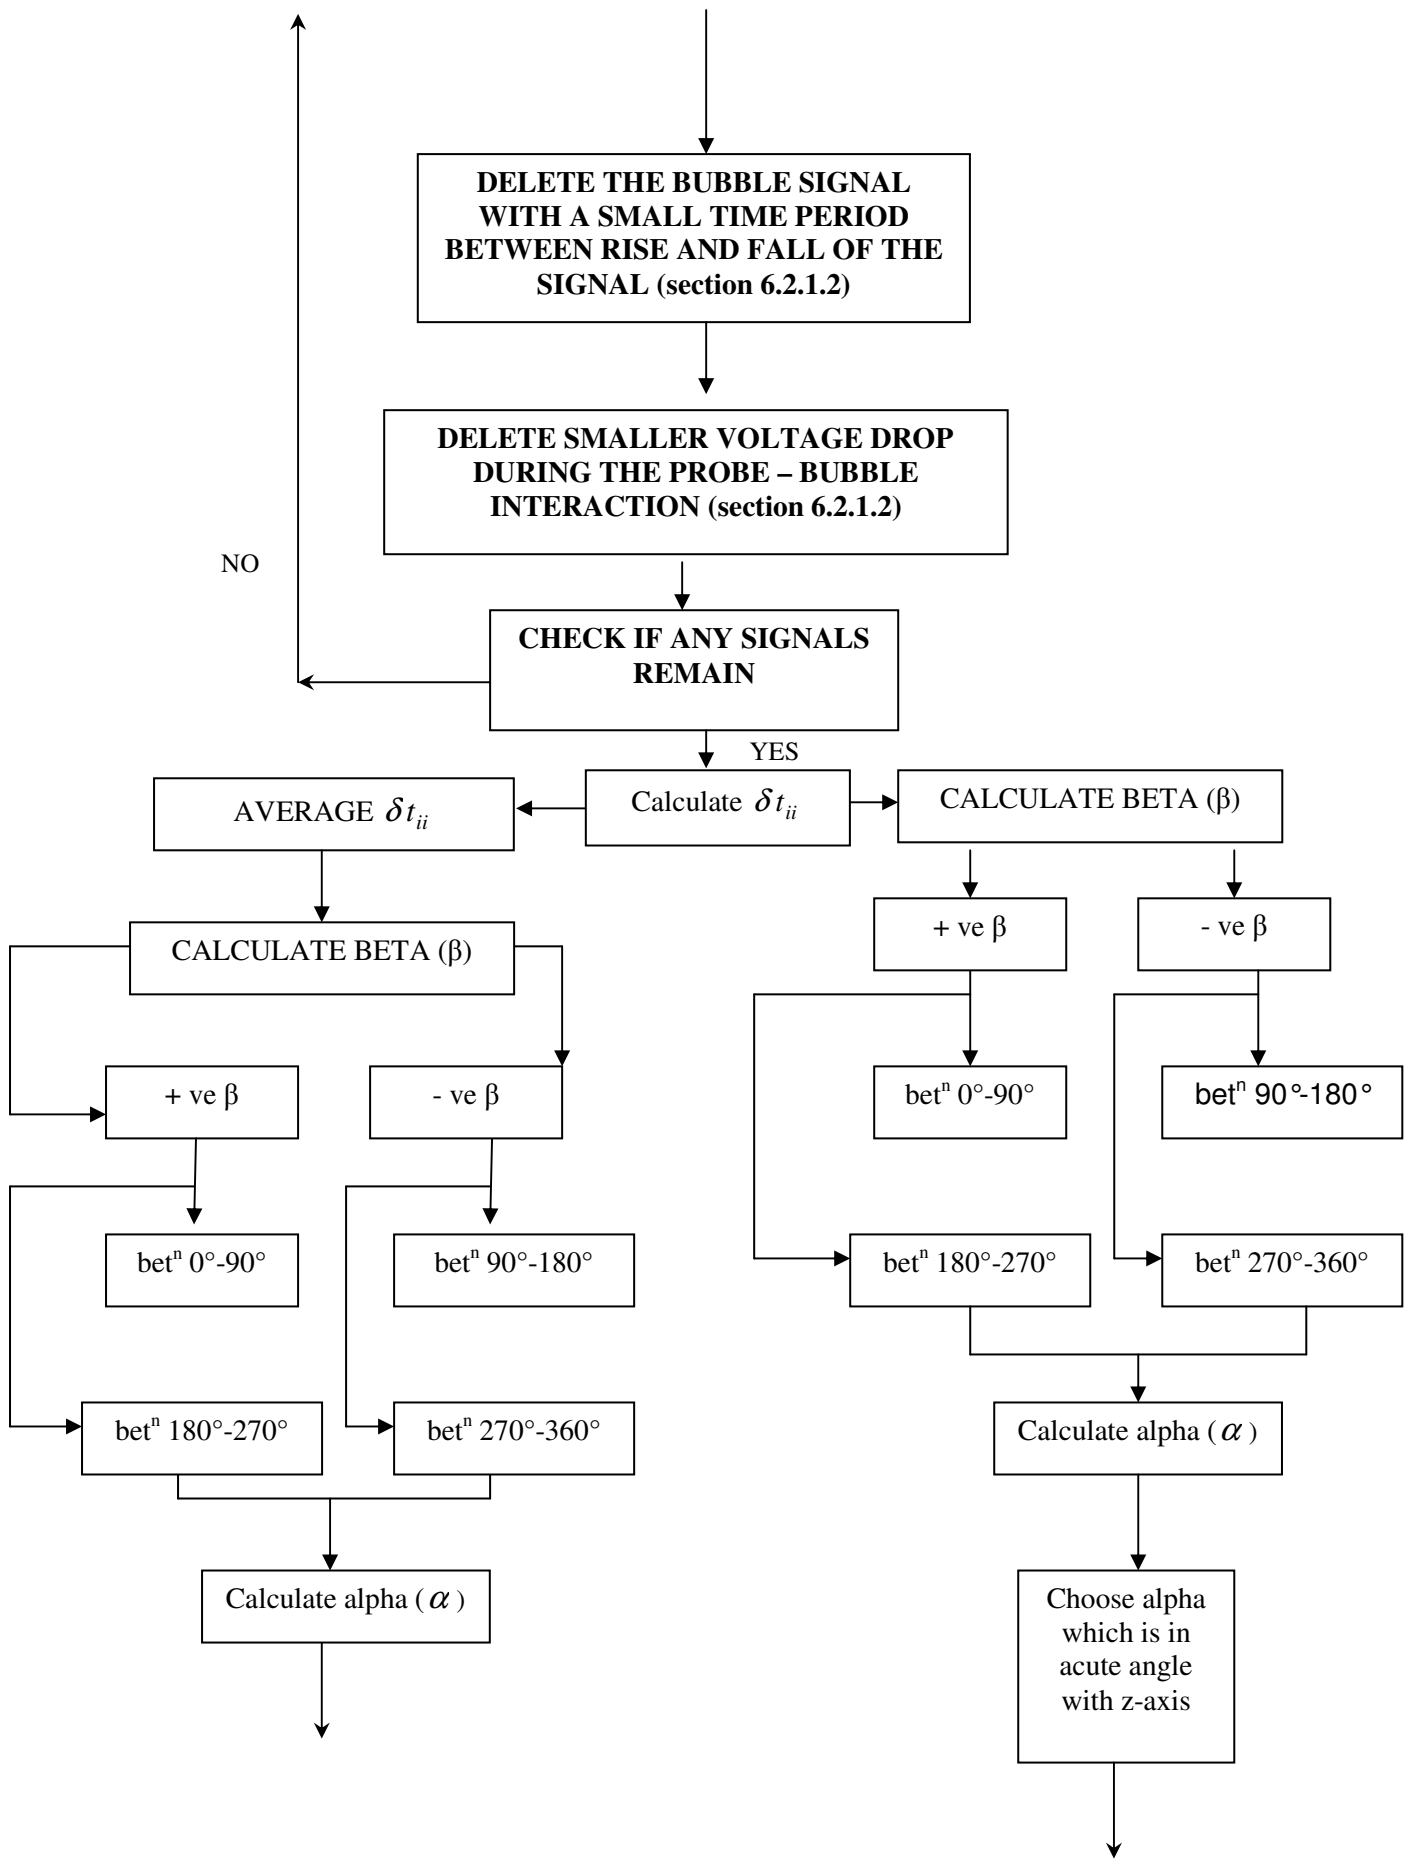 DELETE THE BUBBLE SIGNAL
WITH A SMALL TIME PERIOD
BETWEEN RISE AND FALL OF THE
SIGNAL (section 6.2.1.2)
DELETE SMALLER VOLTAGE DROP
DURING THE PROBE – BUBBLE
INTERACTION (section 6.2.1.2)
NO
CHECK IF ANY SIGNALS
REMAIN
YES
AVERAGE δt_ii
Calculate δt_ii
CALCULATE BETA (β)
CALCULATE BETA (β)
+ ve β
- ve β
+ ve β
- ve β
betⁿ 0°-90°
betⁿ 90°-180°
betⁿ 0°-90°
betⁿ 90°-180°
betⁿ 180°-270°
betⁿ 270°-360°
betⁿ 180°-270°
betⁿ 270°-360°
Calculate alpha (α)
Calculate alpha (α)
Choose alpha
which is in
acute angle
with z-axis